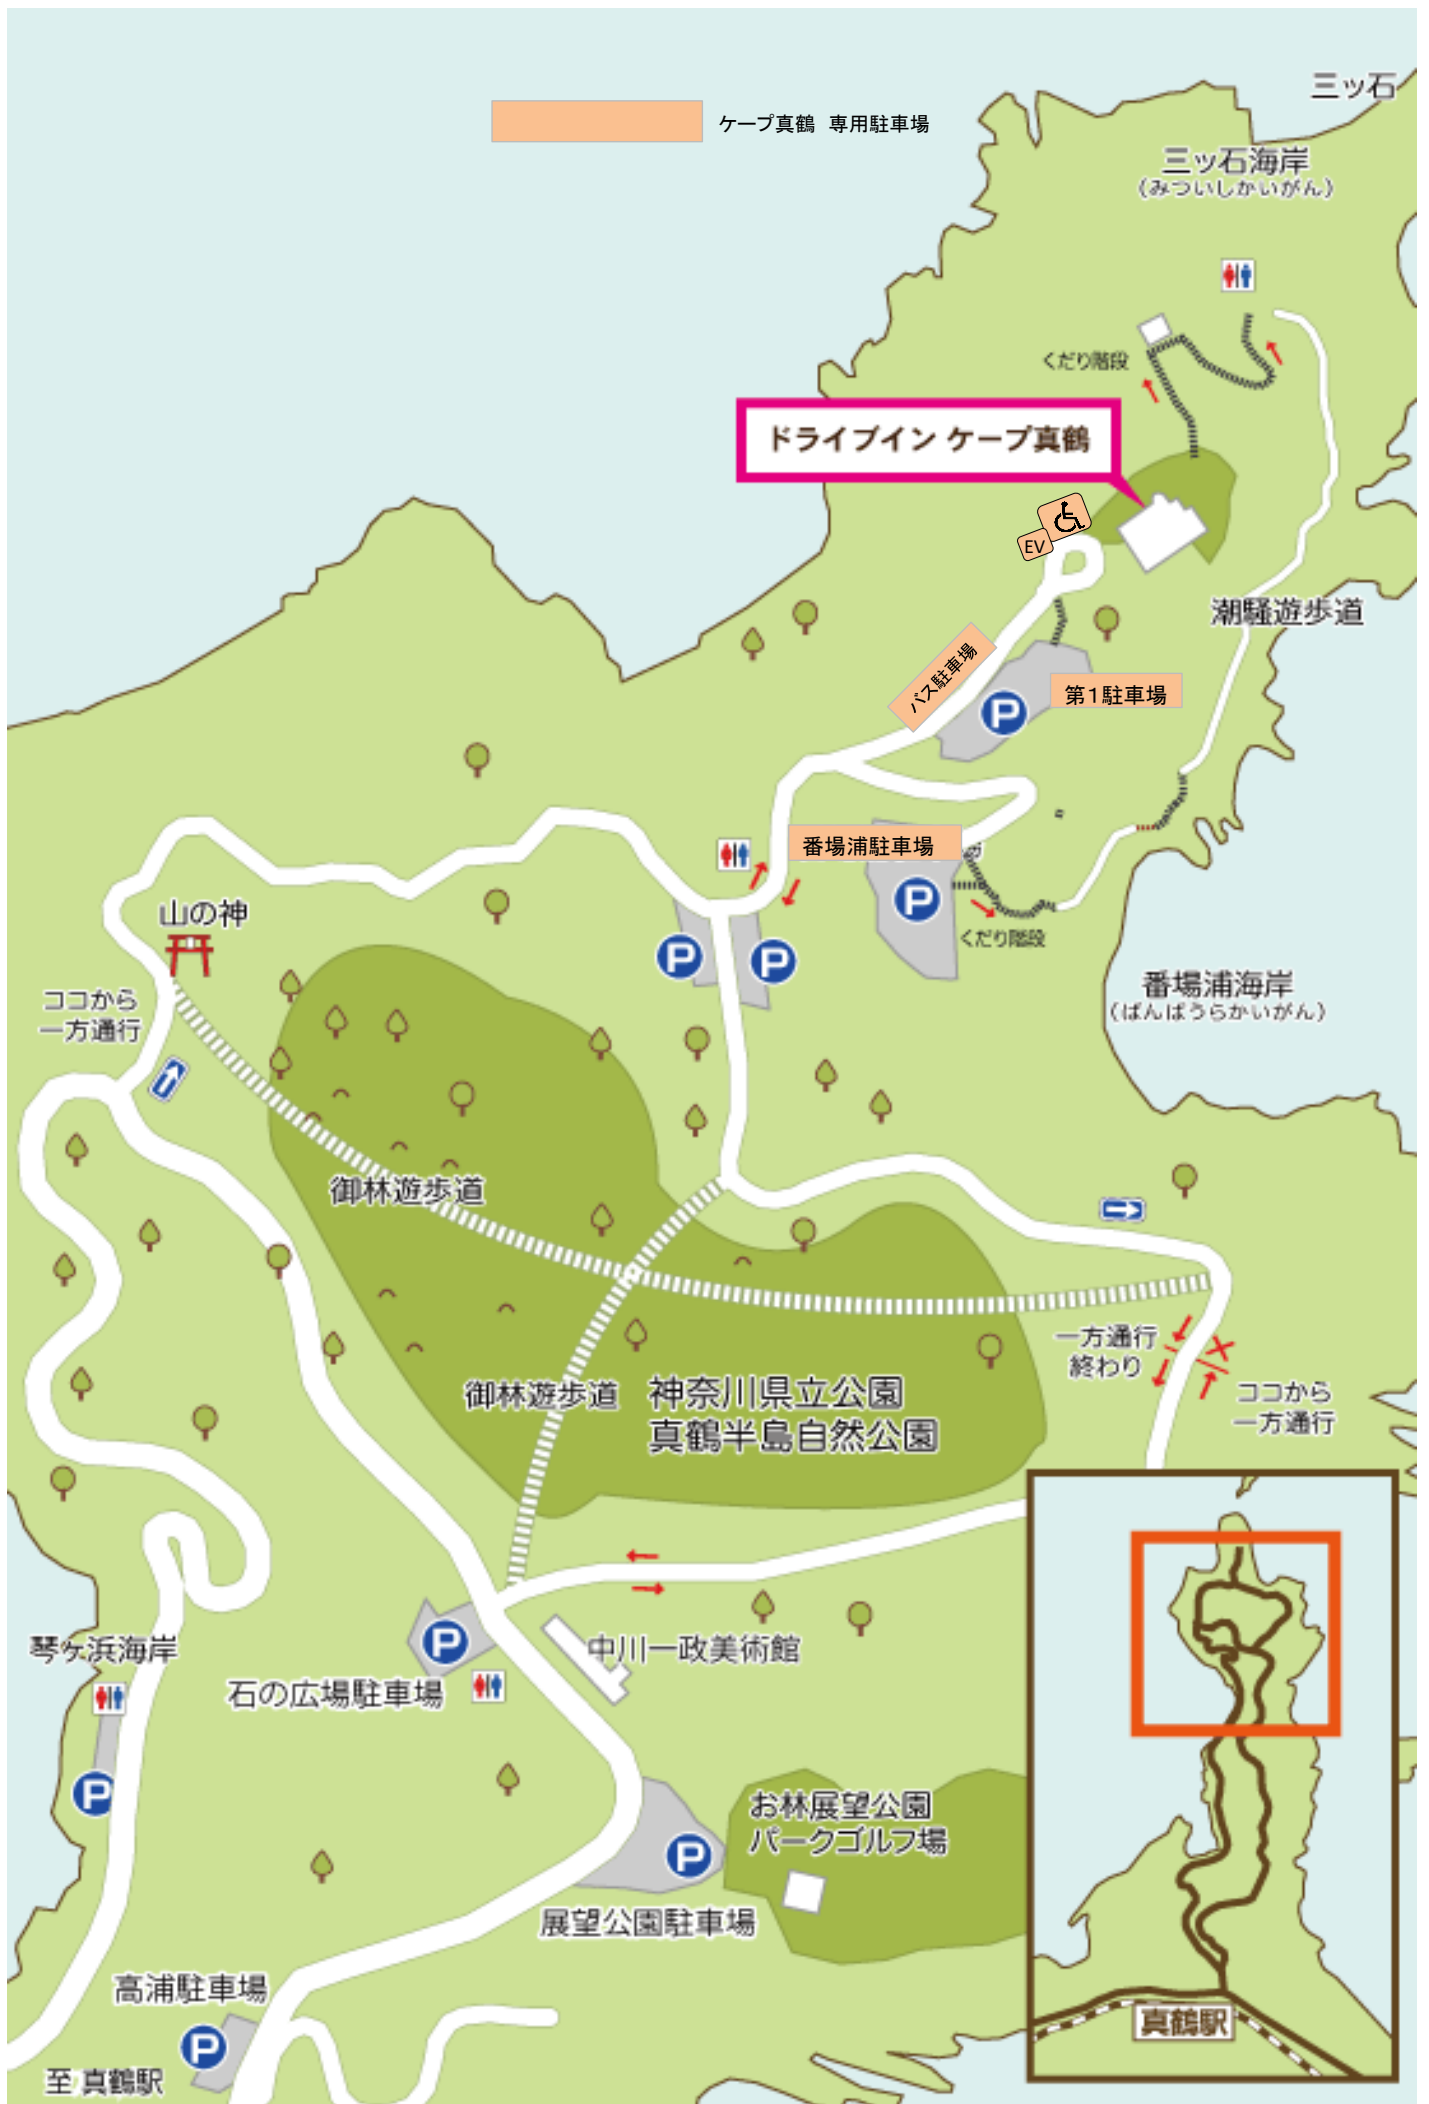 三ッ石
ケープ真鶴　専用駐車場
三ッ石海岸
（みついしかいがん）
くだり階段
ドライブイン ケープ真鶴
EV
潮騒遊歩道
バス駐車場
P
第1駐車場
番場浦駐車場
P
くだり階段
山の神
P
P
ココから
一方通行
番場浦海岸
（ばんばうらかいがん）
御林遊歩道
一方通行
終わり
ココから
一方通行
御林遊歩道
神奈川県立公園
真鶴半島自然公園
琴ヶ浜海岸
P
中川一政美術館
石の広場駐車場
P
お林展望公園
パークゴルフ場
P
展望公園駐車場
高浦駐車場
P
至 真鶴駅
真鶴駅